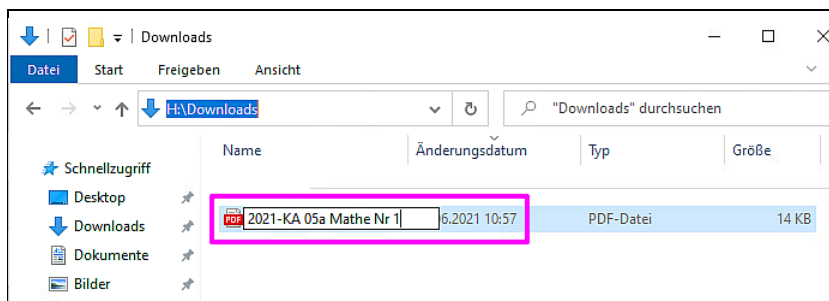 Downloads
Datei Start Freigeben Ansicht
H:\Downloads "Downloads" durchsuchen
Name Änderungsdatum Typ Größe
Schnellzugriff
Desktop
PDF 2021-KA 05a Mathe Nr 1 06.2021 10:57 PDF-Datei 14 KB
Downloads
Dokumente
Bilder